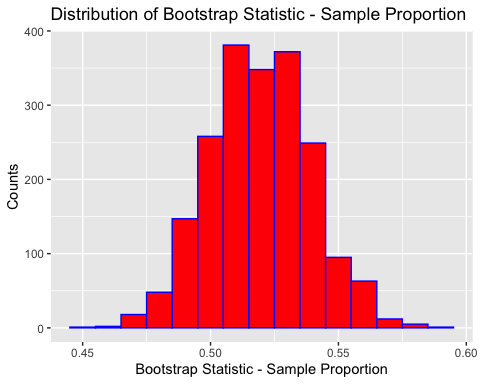 Distribution of Bootstrap Statistic - Sample Proportion
400
300
200
100
0
Counts
0.45 0.50 0.55 0.60
Bootstrap Statistic - Sample Proportion